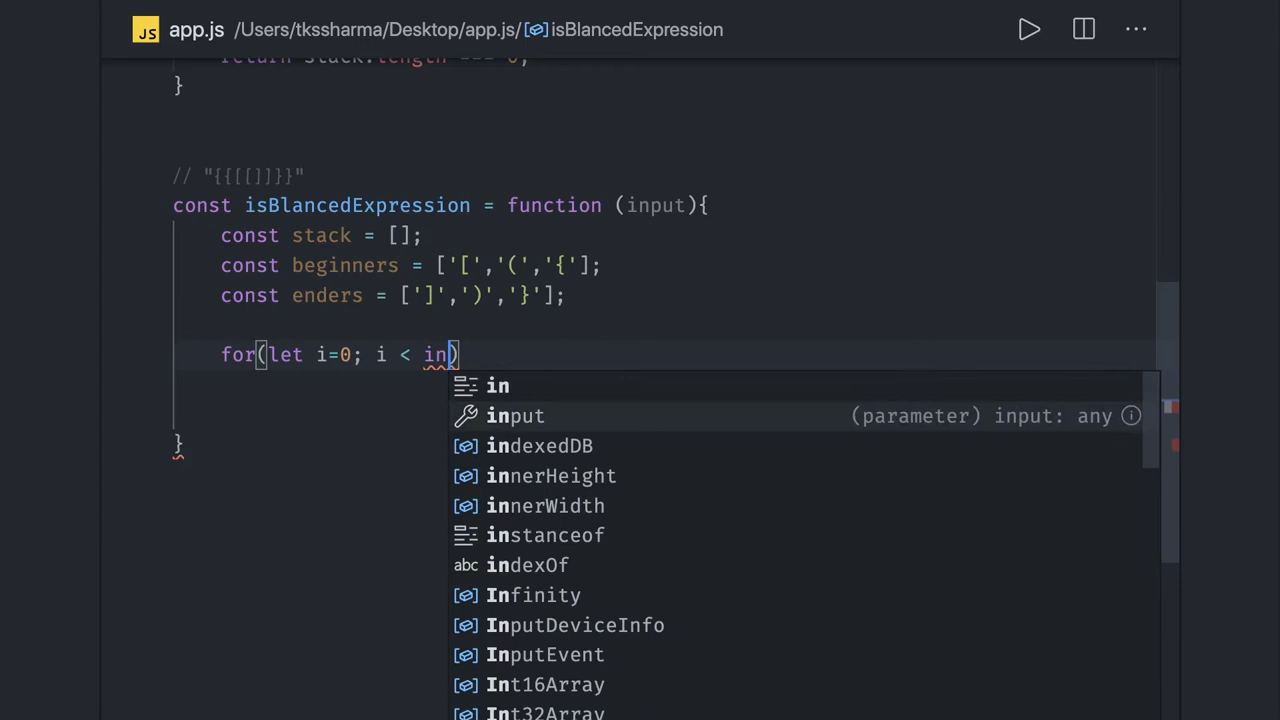 app.js /Users/tkssharma/Desktop/app.js/isBlancedExpression
return stack.length === 0;
}
// "{{[[]]}}"
const isBlancedExpression = function (input){
const stack = [];
const beginners = ['[','(','{'];
const enders = [']',')','}'];
for(let i=0; i < in)
}
in
input (parameter) input: any
indexedDB
innerHeight
innerWidth
instanceof
abc indexOf
Infinity
InputDeviceInfo
InputEvent
Int16Array
Int32Array